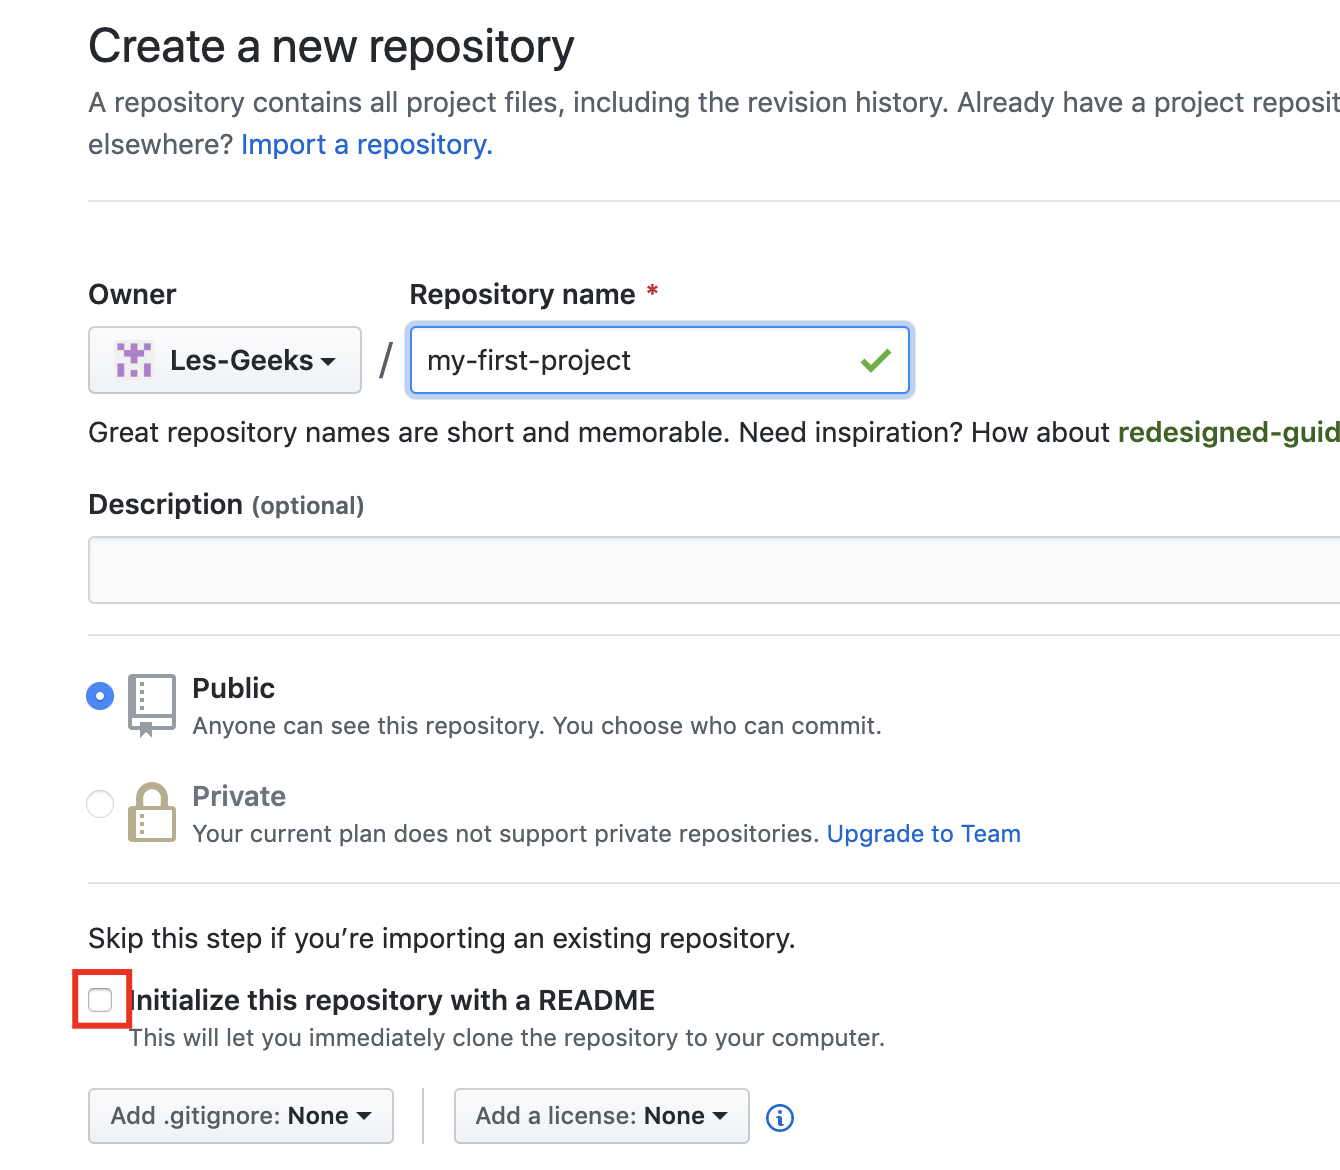 Create a new repository
A repository contains all project files, including the revision history. Already have a project reposit
elsewhere? Import a repository.
Owner
Repository name *
Les-Geeks
/
my-first-project
Great repository names are short and memorable. Need inspiration? How about redesigned-guid
Description (optional)
Public
Anyone can see this repository. You choose who can commit.
Private
Your current plan does not support private repositories. Upgrade to Team
Skip this step if you’re importing an existing repository.
Initialize this repository with a README
This will let you immediately clone the repository to your computer.
Add .gitignore: None
Add a license: None